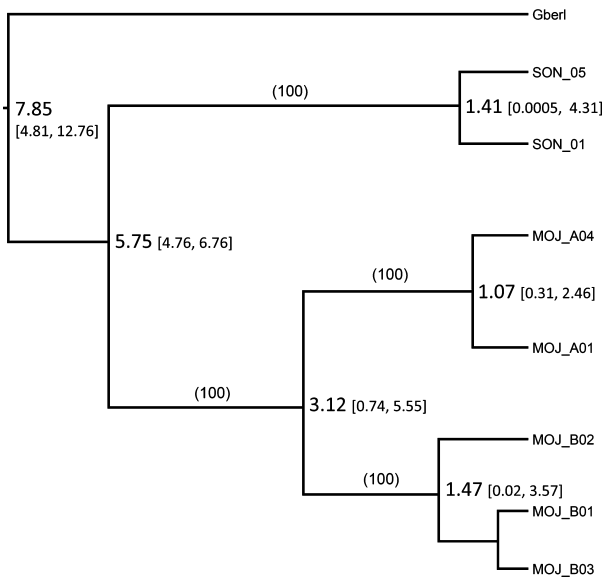 Gberl
SON_05
(100)
7.85
1.41 [0.0005, 4.31]
[4.81, 12.76]
SON_01
MOJ_A04
5.75 [4.76, 6.76]
(100)
1.07 [0.31, 2.46]
MOJ_A01
(100)
3.12 [0.74, 5.55]
MOJ_B02
(100)
1.47 [0.02, 3.57]
MOJ_B01
MOJ_B03